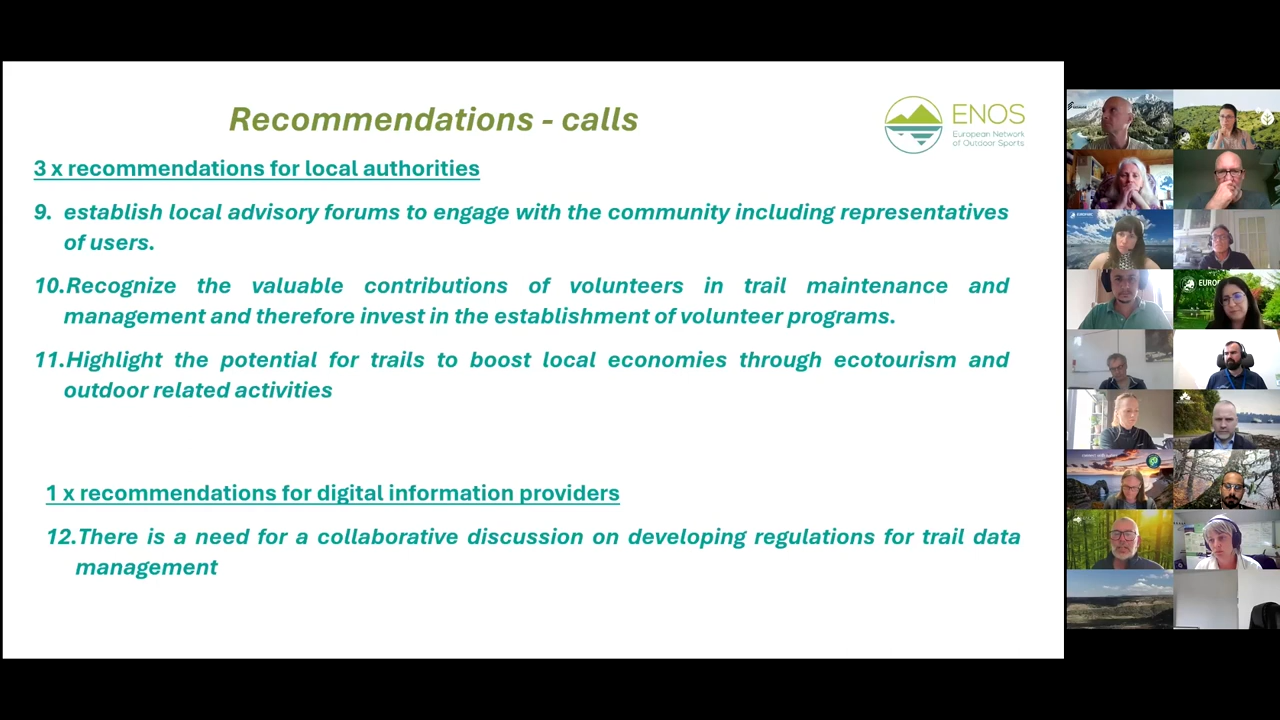 Recommendations - calls
ENOS
European Network
of Outdoor Sports
3 x recommendations for local authorities
9. establish local advisory forums to engage with the community including representatives
of users.
10.Recognize the valuable contributions of volunteers in trail maintenance and
management and therefore invest in the establishment of volunteer programs.
11.Highlight the potential for trails to boost local economies through ecotourism and
outdoor related activities
1 x recommendations for digital information providers
12.There is a need for a collaborative discussion on developing regulations for trail data
management